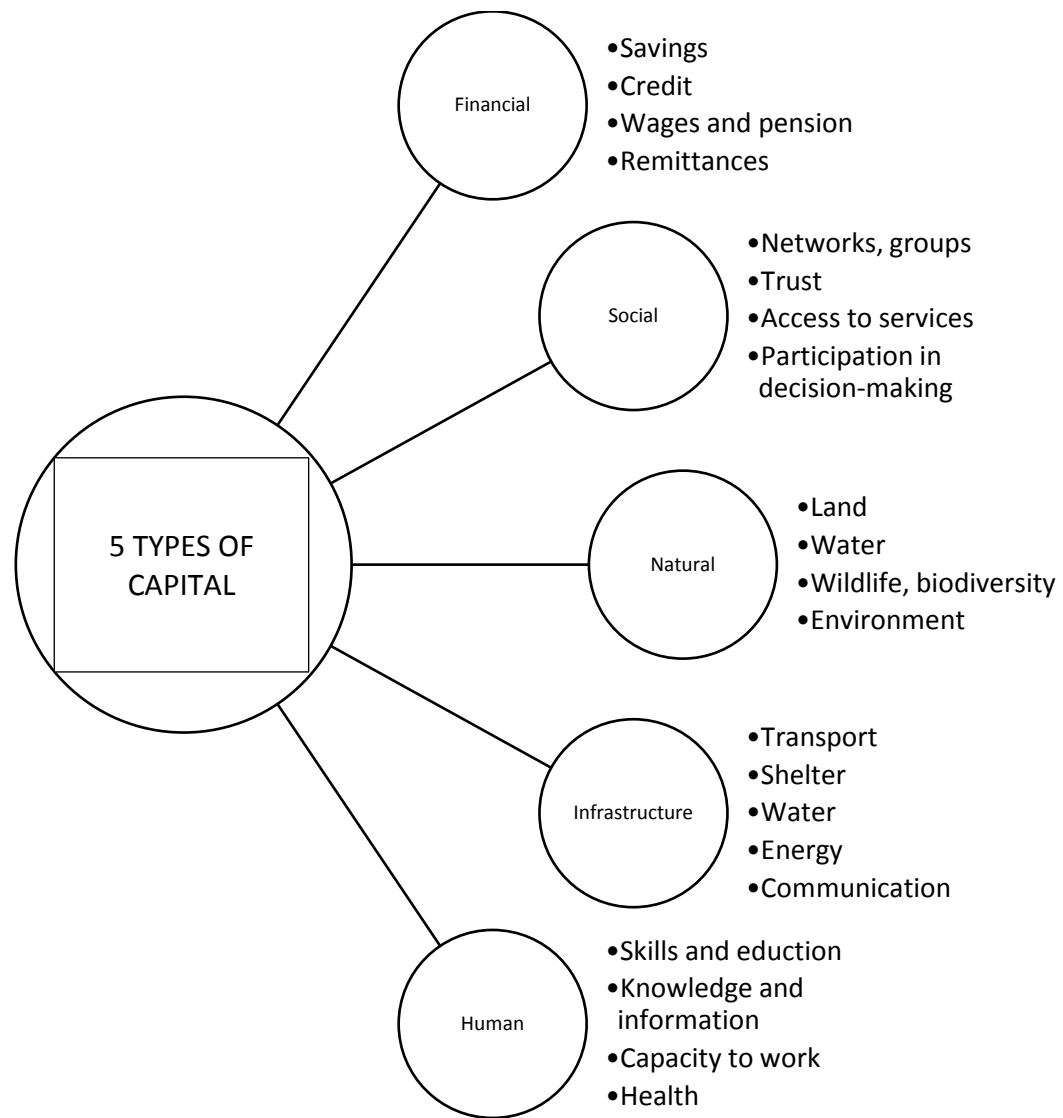 5 TYPES OF
CAPITAL
Financial
•Savings
•Credit
•Wages and pension
•Remittances
Social
•Networks, groups
•Trust
•Access to services
•Participation in
decision-making
Natural
•Land
•Water
•Wildlife, biodiversity
•Environment
Infrastructure
•Transport
•Shelter
•Water
•Energy
•Communication
Human
•Skills and eduction
•Knowledge and
information
•Capacity to work
•Health